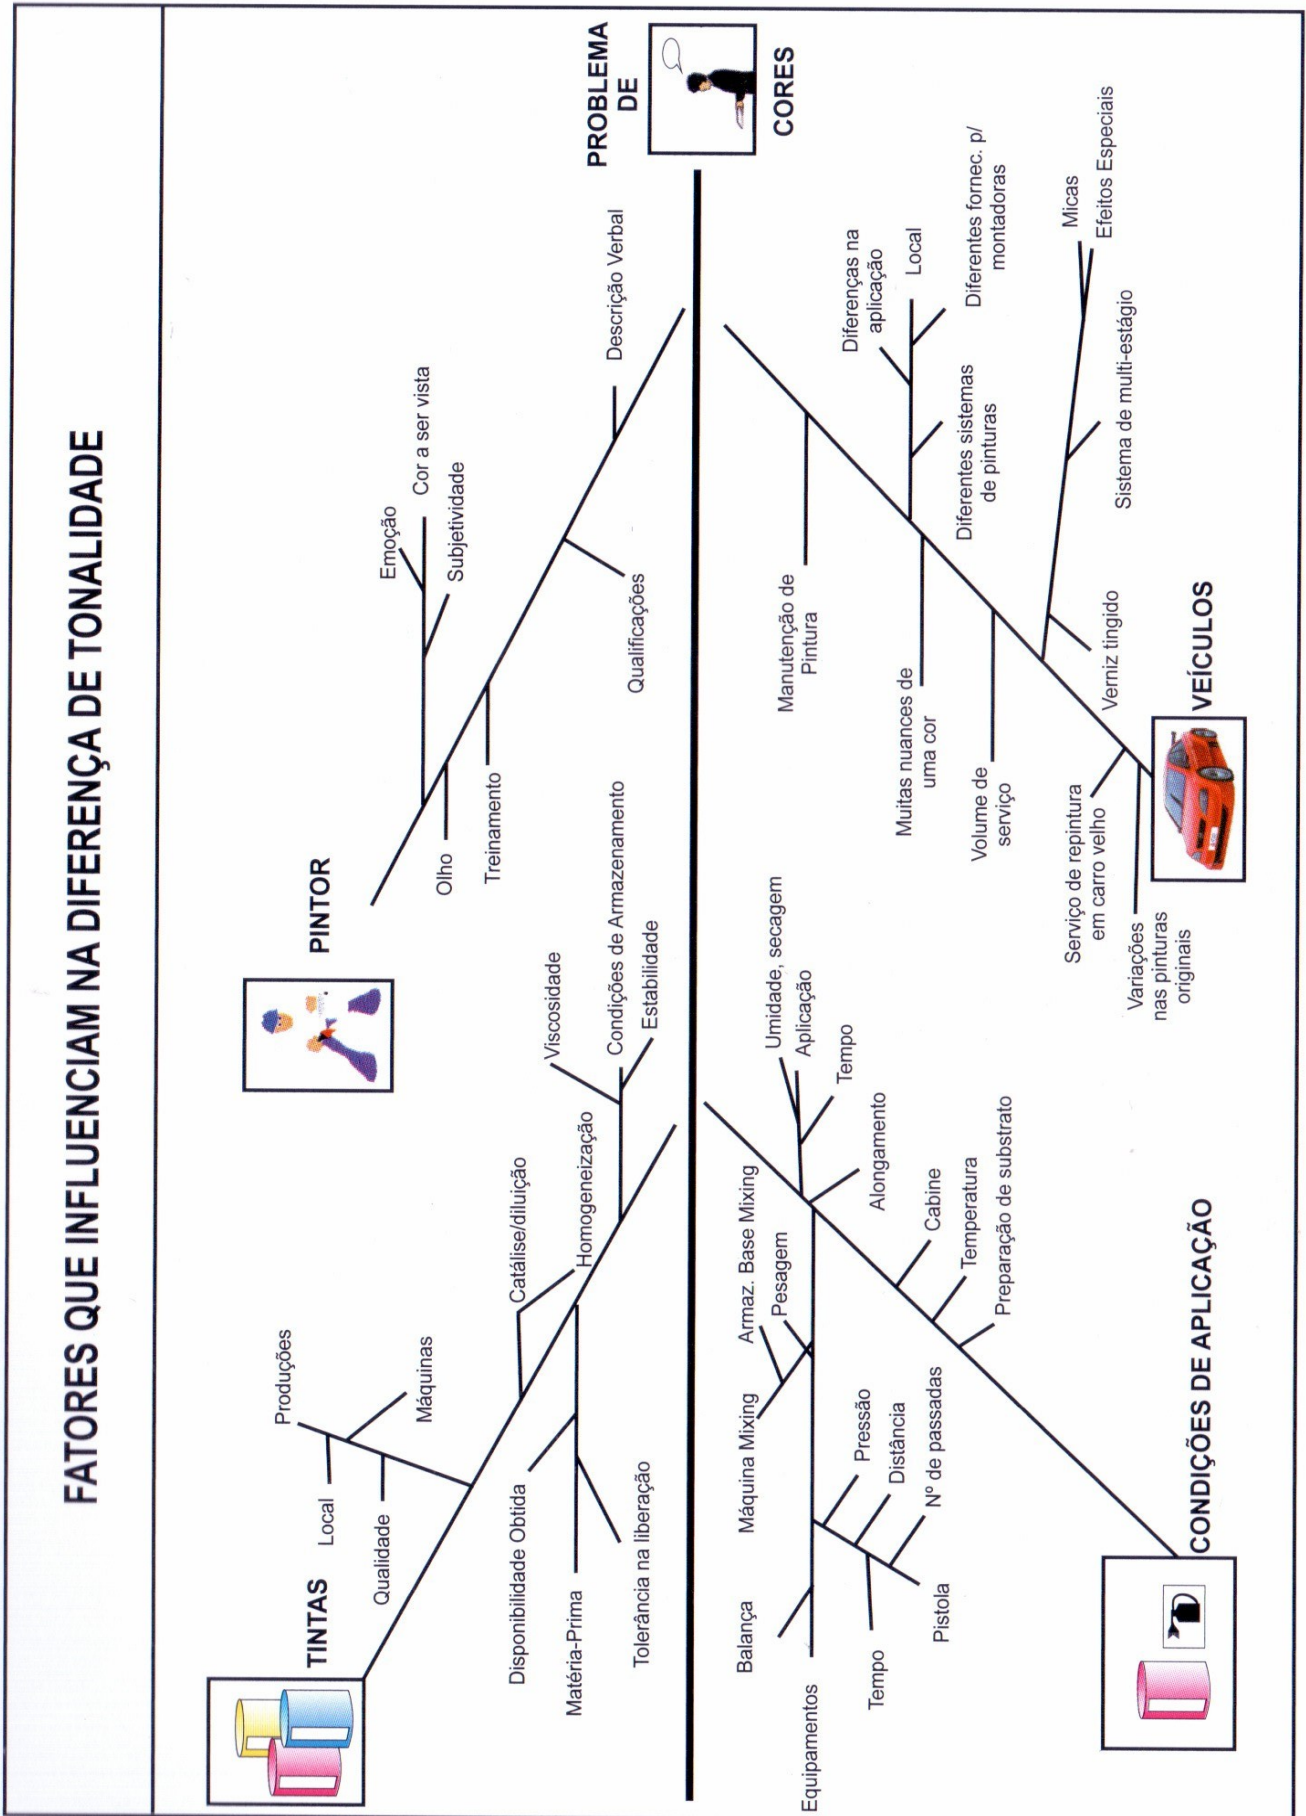 FATORES QUE INFLUENCIAM NA DIFERENÇA DE TONALIDADE
TINTAS
Produções
Local
Máquinas
Qualidade
Catálise/diluição
Homogeneização
Disponibilidade Obtida
Matéria-Prima
Tolerância na liberação
Viscosidade
Condições de Armazenamento
Estabilidade
PINTOR
Emoção
Cor a ser vista
Subjetividade
Olho
Treinamento
Qualificações
Descrição Verbal
PROBLEMA
DE
CORES
CONDIÇÕES DE APLICAÇÃO
Equipamentos
Balança
Máquina Mixing
Armaz. Base Mixing
Pesagem
Pressão
Distância
Nº de passadas
Tempo
Pistola
Umidade, secagem
Aplicação
Tempo
Alongamento
Cabine
Temperatura
Preparação de substrato
VEÍCULOS
Manutenção de
Pintura
Muitas nuances de
uma cor
Volume de
serviço
Serviço de repintura
em carro velho
Variações
nas pinturas
originais
Diferenças na
aplicação
Local
Diferentes fornec. p/
montadoras
Diferentes sistemas
de pinturas
Micas
Efeitos Especiais
Sistema de multi-estágio
Verniz tingido